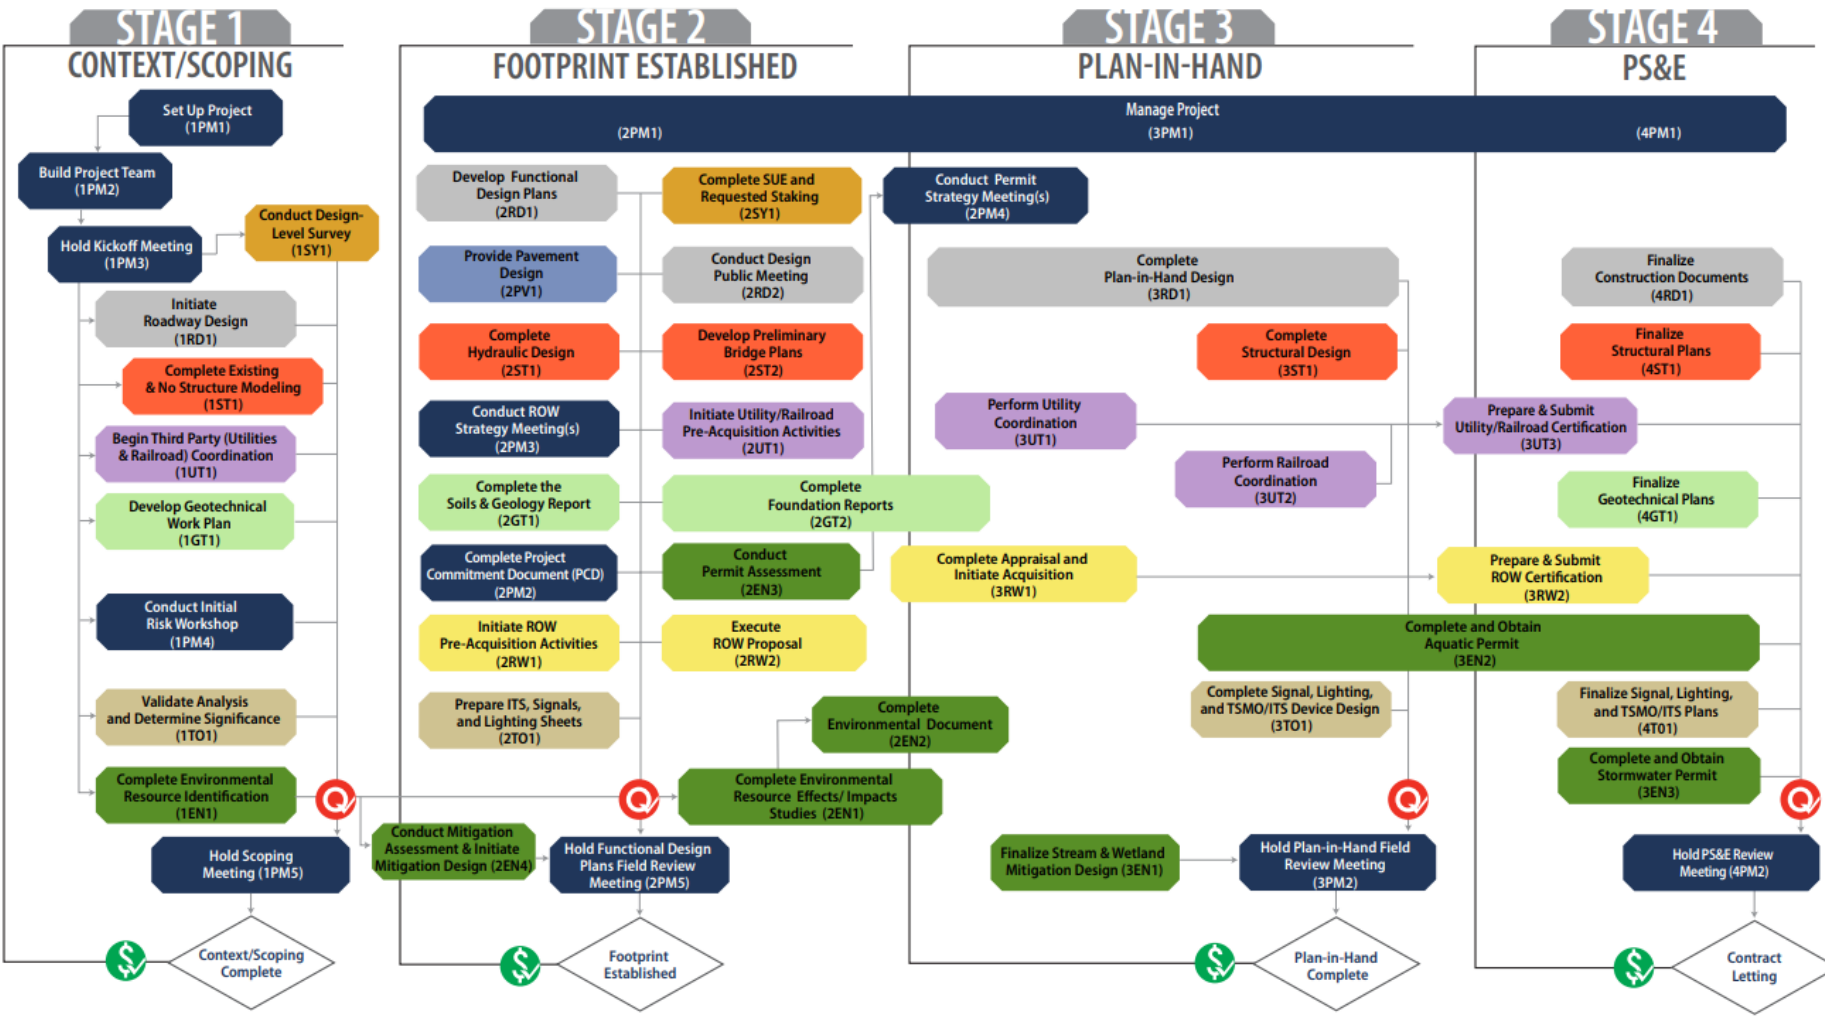 STAGE 1
CONTEXT/SCOPING
Set Up Project
(1PM1)
Build Project Team
(1PM2)
Hold Kickoff Meeting
(1PM3)
Conduct Design-
Level Survey
(1SY1)
Initiate
Roadway Design
(1RD1)
Complete Existing
& No Structure Modeling
(1ST1)
Begin Third Party (Utilities
& Railroad) Coordination
(1UT1)
Develop Geotechnical
Work Plan
(1GT1)
Conduct Initial
Risk Workshop
(1PM4)
Validate Analysis
and Determine Significance
(1TO1)
Complete Environmental
Resource Identification
(1EN1)
Q
Hold Scoping
Meeting (1PM5)
$
Context/Scoping
Complete
STAGE 2
FOOTPRINT ESTABLISHED
Manage Project
(2PM1)
(3PM1)
(4PM1)
Develop Functional
Design Plans
(2RD1)
Complete SUE and
Requested Staking
(2SY1)
Conduct Permit
Strategy Meeting(s)
(2PM4)
Provide Pavement
Design
(2PV1)
Conduct Design
Public Meeting
(2RD2)
Complete
Hydraulic Design
(2ST1)
Develop Preliminary
Bridge Plans
(2ST2)
Conduct ROW
Strategy Meeting(s)
(2PM3)
Initiate Utility/Railroad
Pre-Acquisition Activities
(2UT1)
Complete the
Soils & Geology Report
(2GT1)
Complete
Foundation Reports
(2GT2)
Complete Project
Commitment Document (PCD)
(2PM2)
Conduct
Permit Assessment
(2EN3)
Initiate ROW
Pre-Acquisition Activities
(2RW1)
Execute
ROW Proposal
(2RW2)
Prepare ITS, Signals,
and Lighting Sheets
(2TO1)
Complete
Environmental Document
(2EN2)
Q
Complete Environmental
Resource Effects/ Impacts
Studies (2EN1)
Conduct Mitigation
Assessment & Initiate
Mitigation Design (2EN4)
Hold Functional Design
Plans Field Review
Meeting (2PM5)
$
Footprint
Established
STAGE 3
PLAN-IN-HAND
Complete
Plan-in-Hand Design
(3RD1)
Complete
Structural Design
(3ST1)
Perform Utility
Coordination
(3UT1)
Perform Railroad
Coordination
(3UT2)
Prepare & Submit
Utility/Railroad Certification
(3UT3)
Complete Appraisal and
Initiate Acquisition
(3RW1)
Prepare & Submit
ROW Certification
(3RW2)
Complete and Obtain
Aquatic Permit
(3EN2)
Complete Signal, Lighting,
and TSMO/ITS Device Design
(3TO1)
Q
Finalize Stream & Wetland
Mitigation Design (3EN1)
Hold Plan-in-Hand Field
Review Meeting
(3PM2)
$
Plan-in-Hand
Complete
STAGE 4
PS&E
Finalize
Construction Documents
(4RD1)
Finalize
Structural Plans
(4ST1)
Finalize
Geotechnical Plans
(4GT1)
Finalize Signal, Lighting,
and TSMO/ITS Plans
(4T01)
Complete and Obtain
Stormwater Permit
(3EN3)
Q
Hold PS&E Review
Meeting (4PM2)
$
Contract
Letting